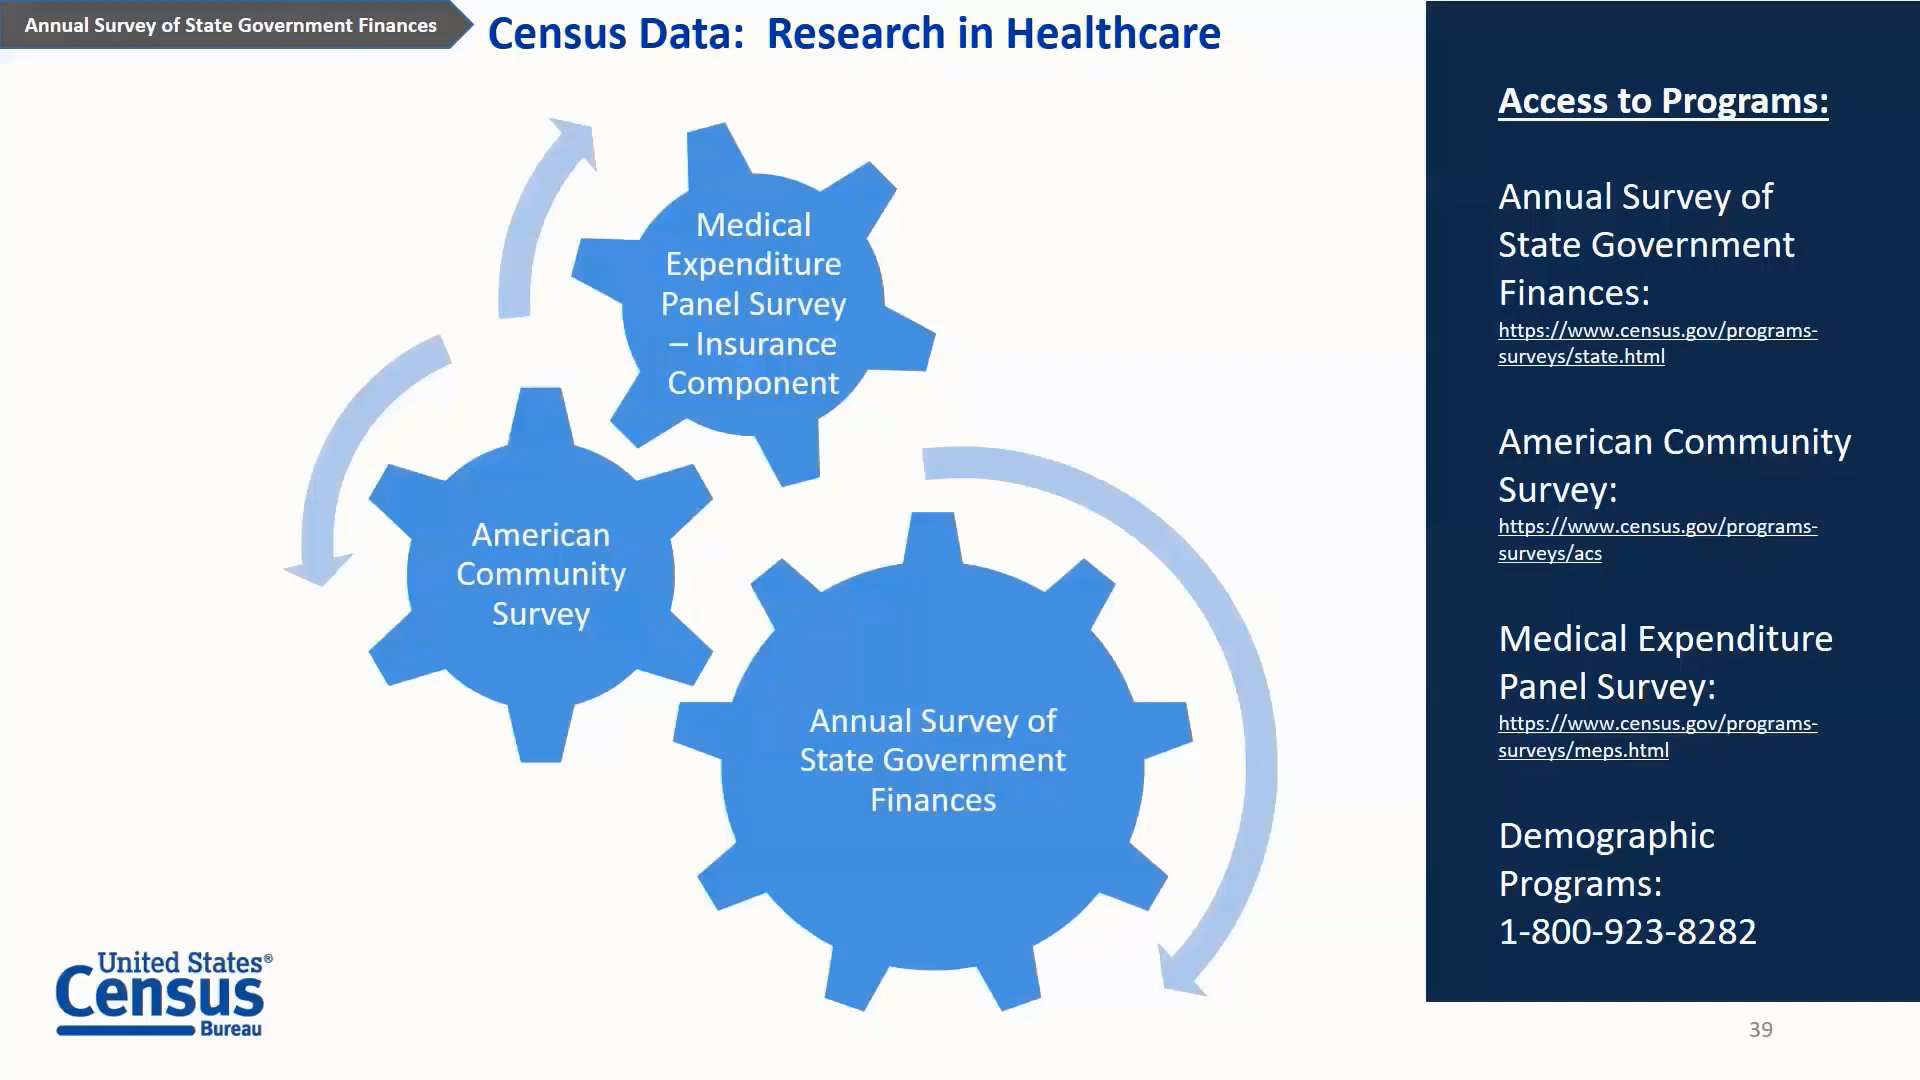 Annual Survey of State Government Finances
Census Data:  Research in Healthcare
Medical
Expenditure
Panel Survey
– Insurance
Component
American
Community
Survey
Annual Survey of
State Government
Finances
Access to Programs:
Annual Survey of
State Government
Finances:
https://www.census.gov/programs-
surveys/state.html
American Community
Survey:
https://www.census.gov/programs-
surveys/acs
Medical Expenditure
Panel Survey:
https://www.census.gov/programs-
surveys/meps.html
Demographic
Programs:
1-800-923-8282
United States®
Census
Bureau
39